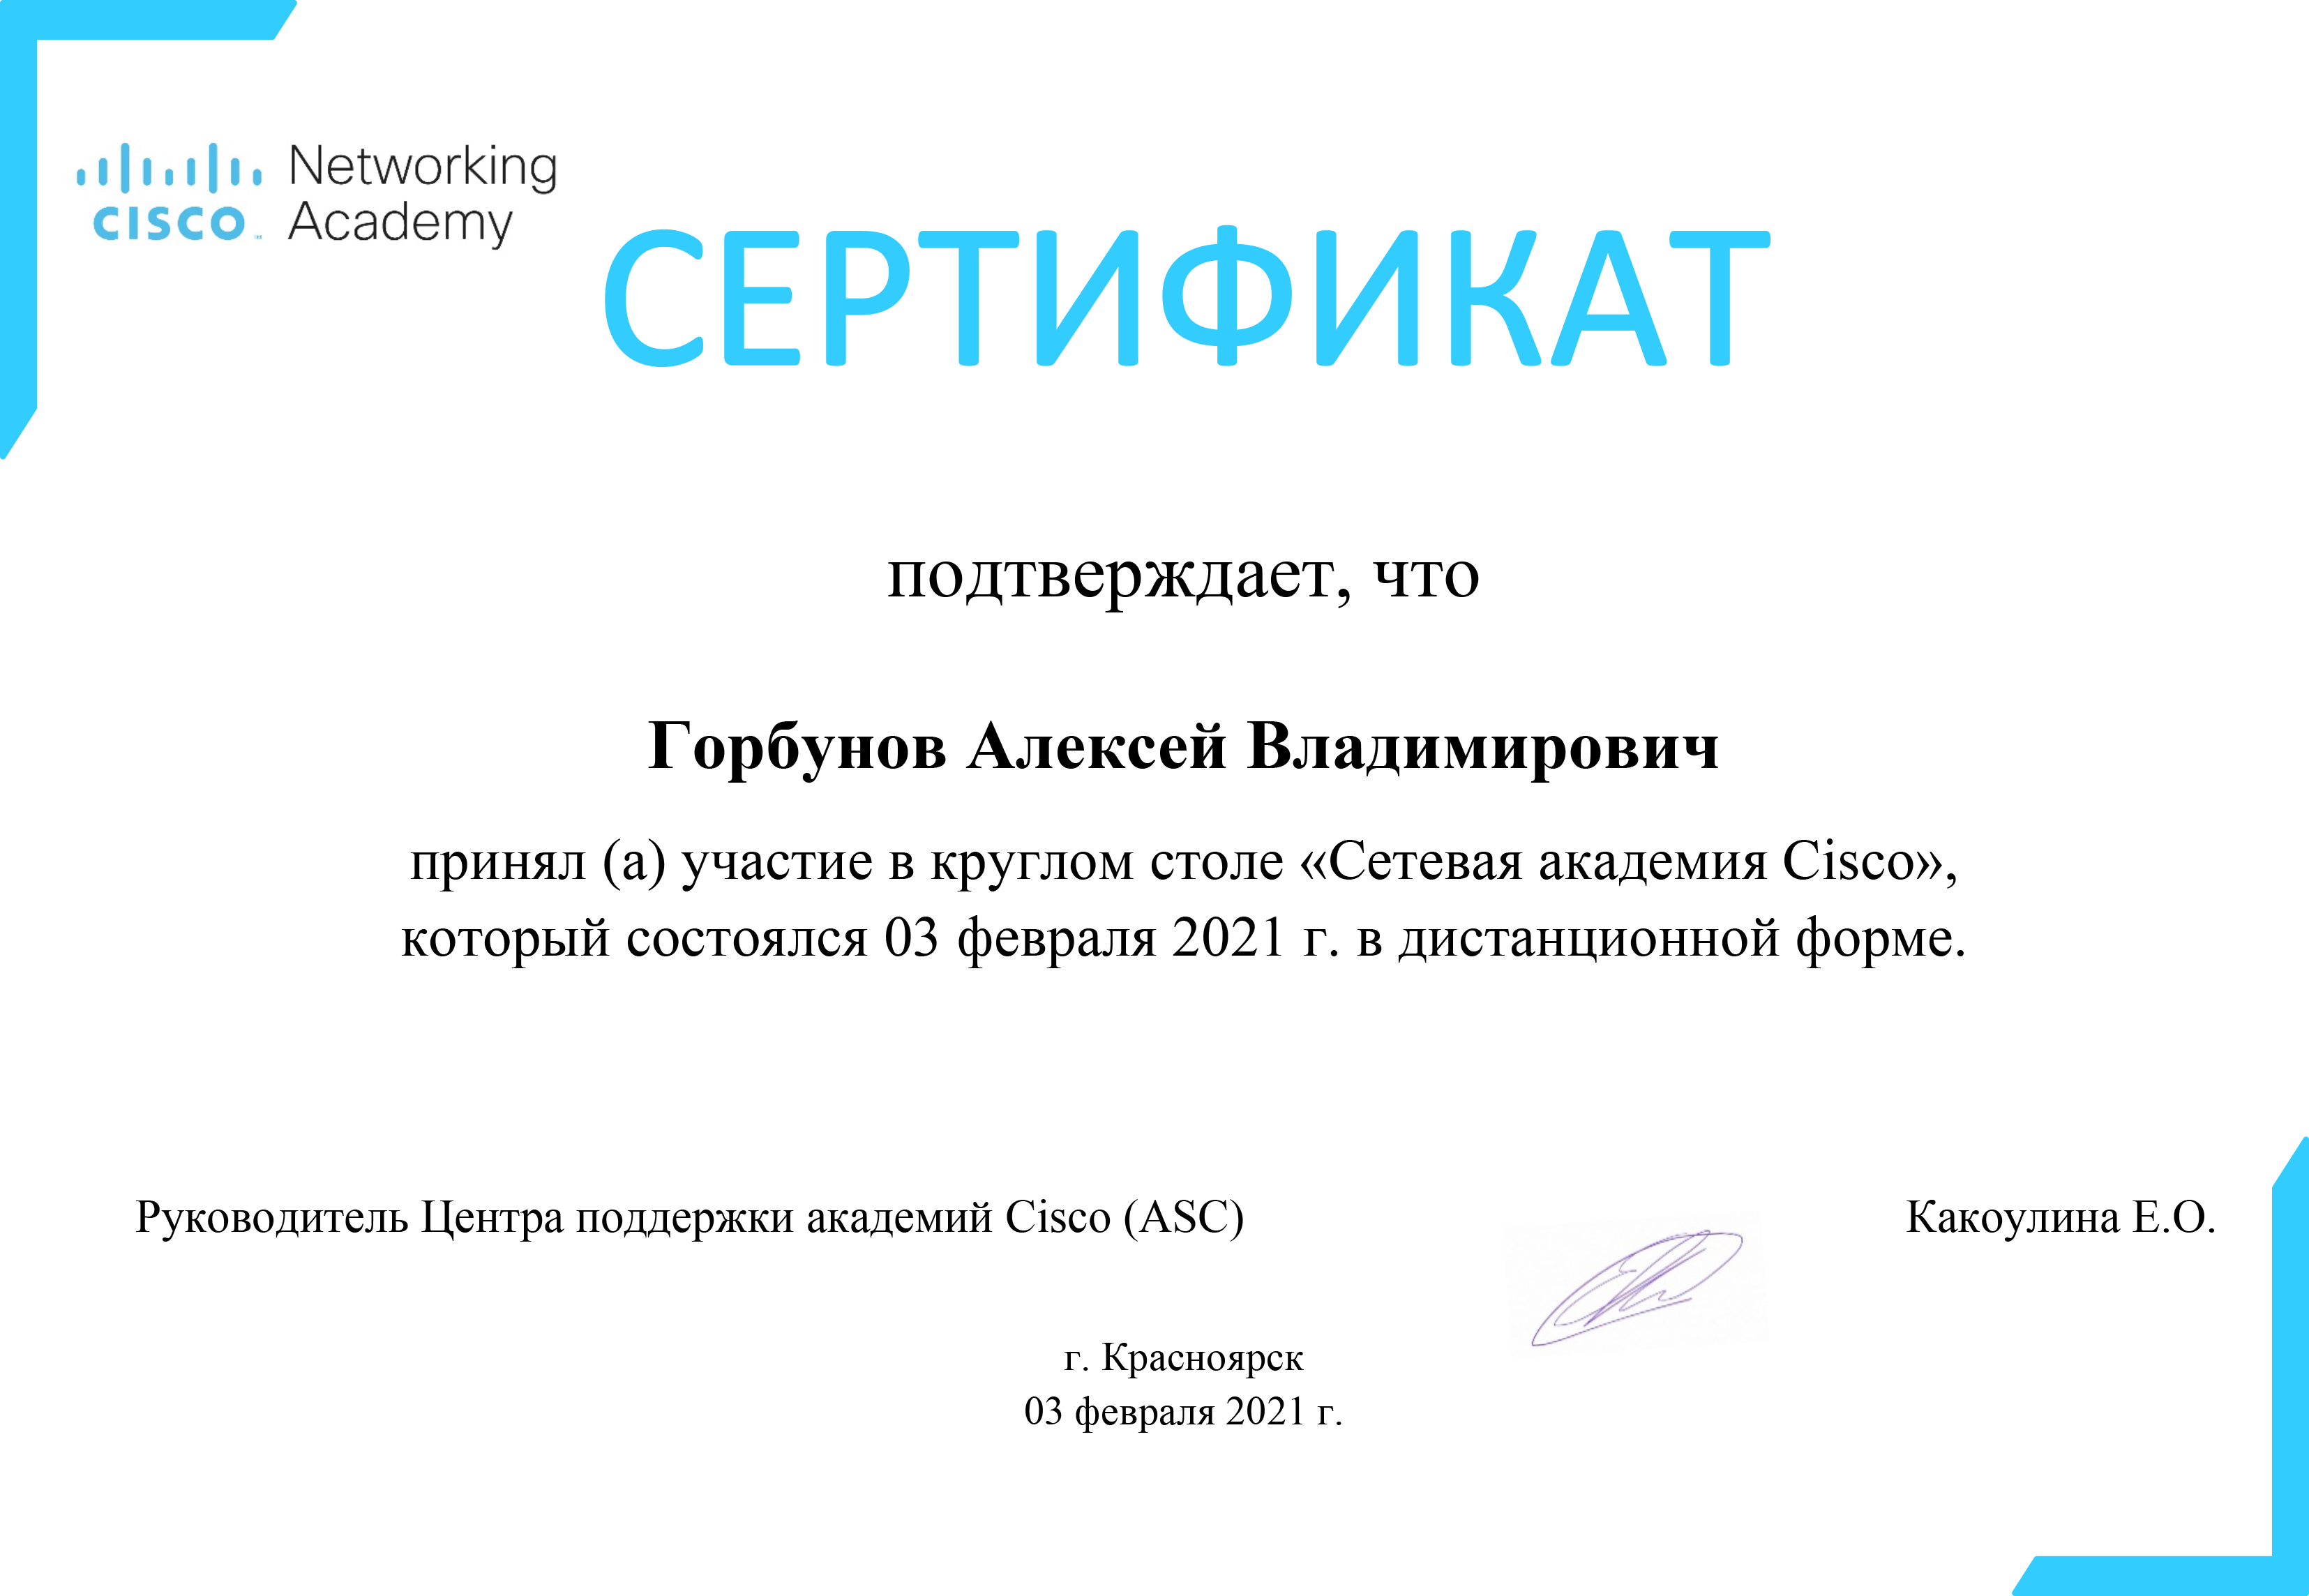 Networking
Academy
CISCO
СЕРТИФИКАТ
подтверждает, что
Горбунов Алексей Владимирович
принял (а) участие в круглом столе «Сетевая академия Cisco»,
который состоялся 03 февраля 2021 г. в дистанционной форме.
Руководитель Центра поддержки академий Cisco (ASC) Какоулина Е.О.
г. Красноярск
03 февраля 2021 г.